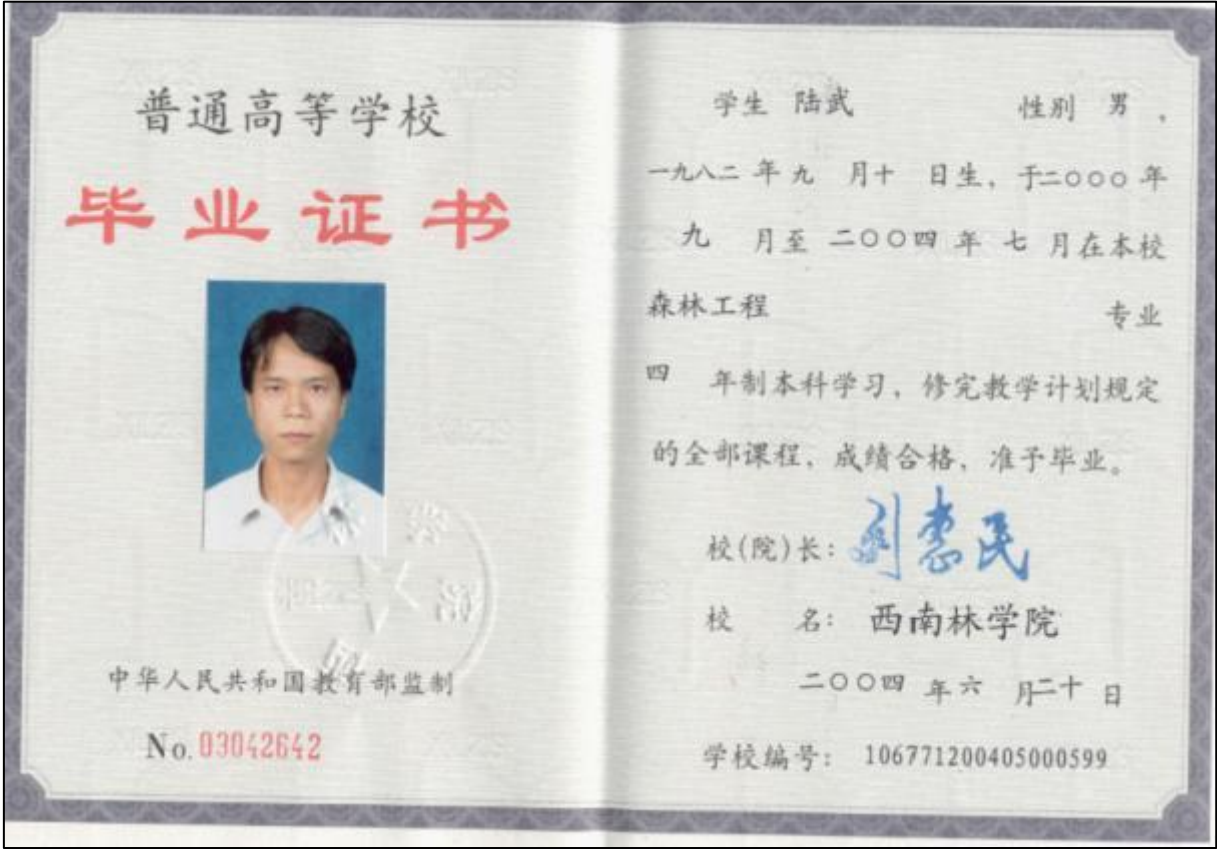 普通高等学校
毕业证书
中华人民共和国教育部监制
No. 03042642
学生 陆武 性别 男 ，
一九八二 年 九 月十 日生，于二〇〇〇 年
九 月至 二〇〇四 年 七 月在本校
森林工程 专业
四 年制本科学习，修完教学计划规定
的全部课程，成绩合格，准予毕业。
校(院)长： 刘惠民
校 名： 西南林学院
二〇〇四 年 六 月二十 日
学校编号： 106771200405000599